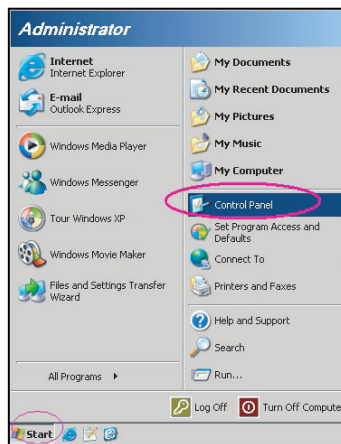 Administrator
Internet
Internet Explorer
E-mail
Outlook Express
Windows Media Player
Windows Messenger
Tour Windows XP
Windows Movie Maker
Files and Settings Transfer
Wizard
All Programs
My Documents
My Recent Documents
My Pictures
My Music
My Computer
Control Panel
Set Program Access and
Defaults
Connect To
Printers and Faxes
Help and Support
Search
Run...
Log Off
Turn Off Compute
Start